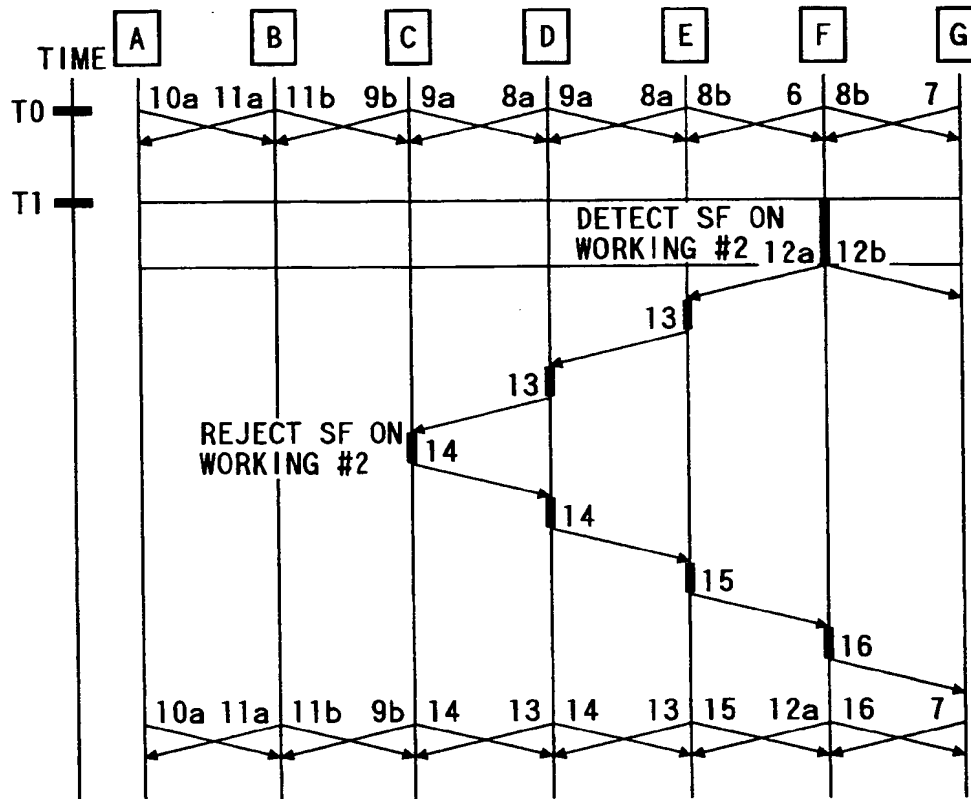 A B C D E F G
TIME
T0 10a 11a 11b 9b 9a 8a 9a 8a 8b 6 8b 7
T1
DETECT SF ON
WORKING #2 12a 12b
13
13
REJECT SF ON
WORKING #2 14
14
15
16
10a 11a 11b 9b 14 13 14 13 15 12a 16 7